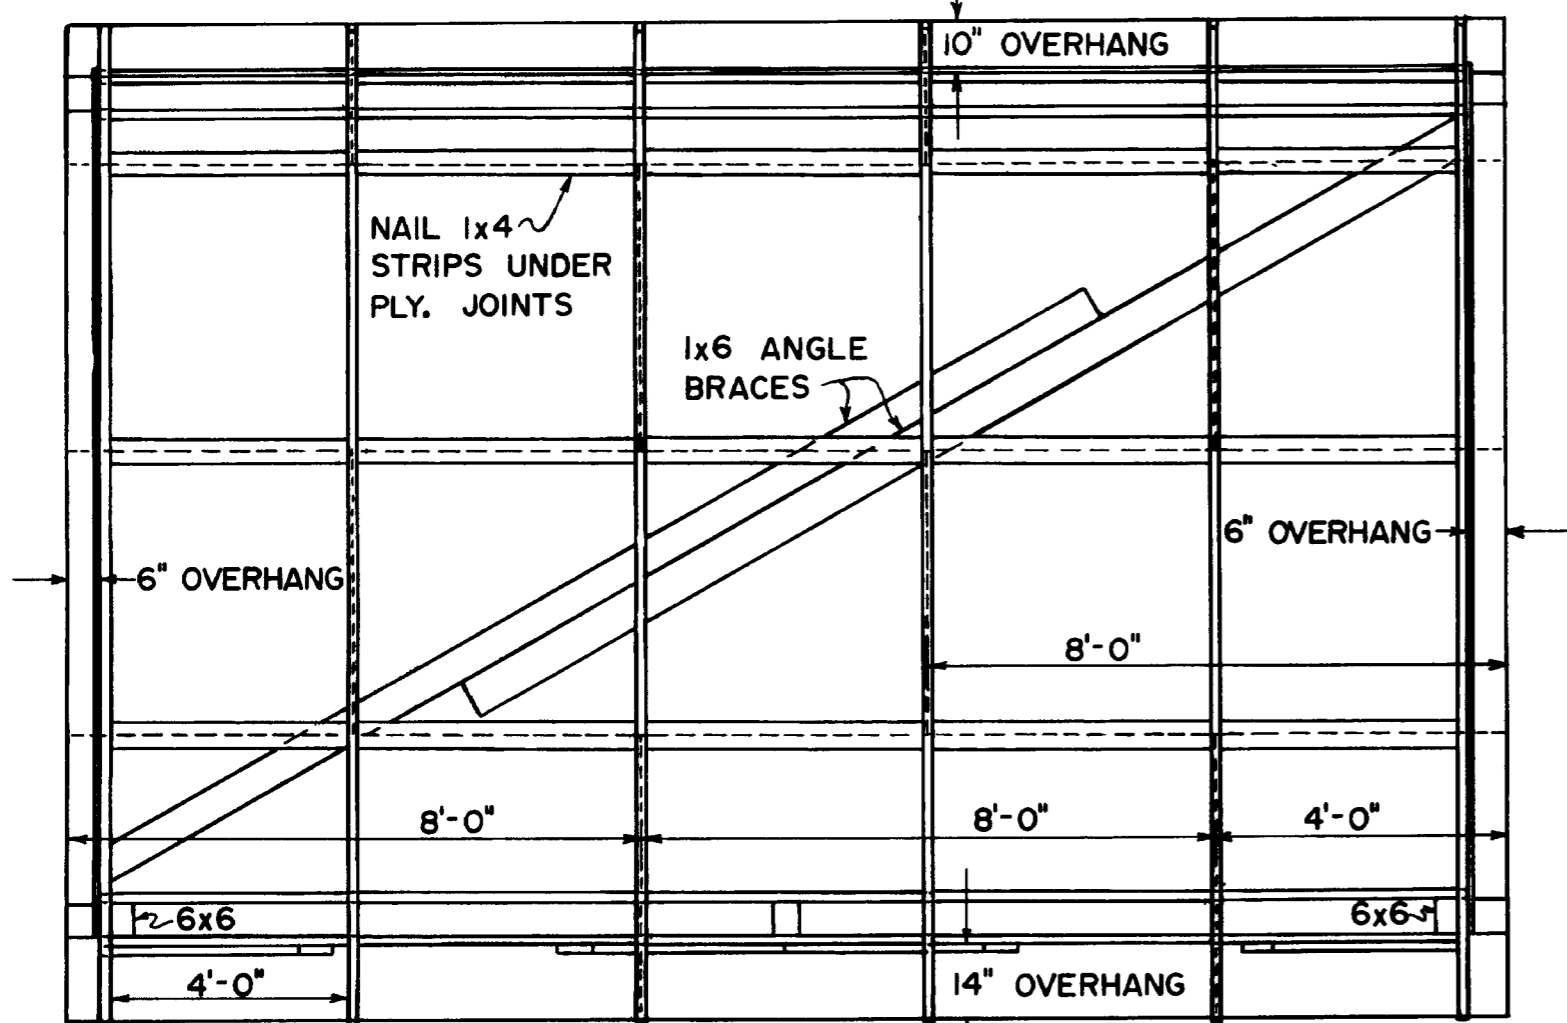 10" OVERHANG
NAIL 1x4
STRIPS UNDER
PLY. JOINTS
1x6 ANGLE
BRACES
6" OVERHANG
6" OVERHANG
8'-0"
8'-0"
8'-0"
4'-0"
6x6
6x6
4'-0"
14" OVERHANG